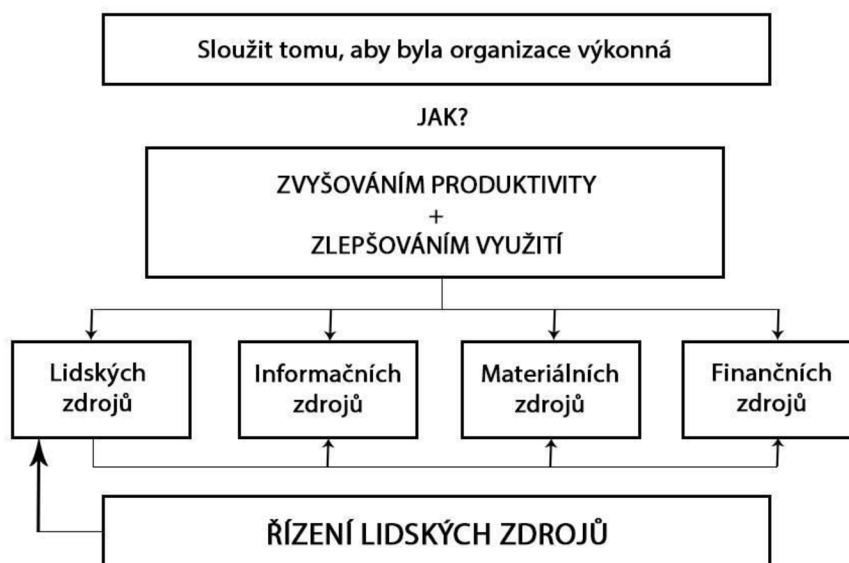 Sloužit tomu, aby byla organizace výkonná
JAK?
ZVYŠOVÁNÍM PRODUKTIVITY
+
ZLEPŠOVÁNÍM VYUŽITÍ
Lidských
zdrojů
Informačních
zdrojů
Materiálních
zdrojů
Finančních
zdrojů
ŘÍZENÍ LIDSKÝCH ZDROJŮ